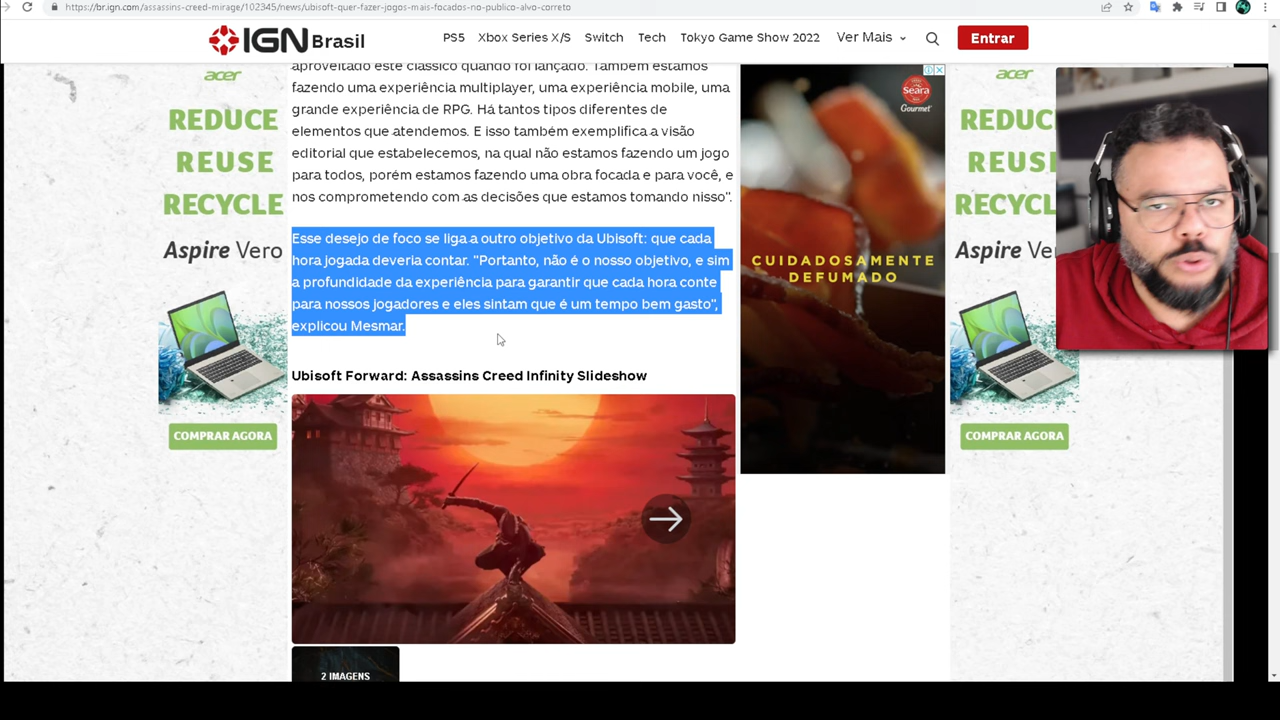 https://br.ign.com/assassins-creed-mirage/102345/news/ubisoft-quer-fazer-jogos-mais-focados-no-publico-alvo-correto
IGN Brasil
PS5 Xbox Series X/S Switch Tech Tokyo Game Show 2022 Ver Mais
Entrar
acer
REDUCE
REUSE
RECYCLE
Aspire Vero
COMPRAR AGORA
aproveitado este clássico quando foi lançado. Também estamos
fazendo uma experiência multiplayer, uma experiência mobile, uma
grande experiência de RPG. Há tantos tipos diferentes de
elementos que atendemos. E isso também exemplifica a visão
editorial que estabelecemos, na qual não estamos fazendo um jogo
para todos, porém estamos fazendo uma obra focada e para você, e
nos comprometendo com as decisões que estamos tomando nisso".
Esse desejo de foco se liga a outro objetivo da Ubisoft: que cada
hora jogada deveria contar. "Portanto, não é o nosso objetivo, e sim
a profundidade da experiência para garantir que cada hora conte
para nossos jogadores e eles sintam que é um tempo bem gasto",
explicou Mesmar.
Ubisoft Forward: Assassins Creed Infinity Slideshow
2 IMAGENS
Seara
Gourmet
CUIDADOSAMENTE
DEFUMADO
acer
REDUC
REUS
RECYC
Aspire Vero
COMPRAR AGORA